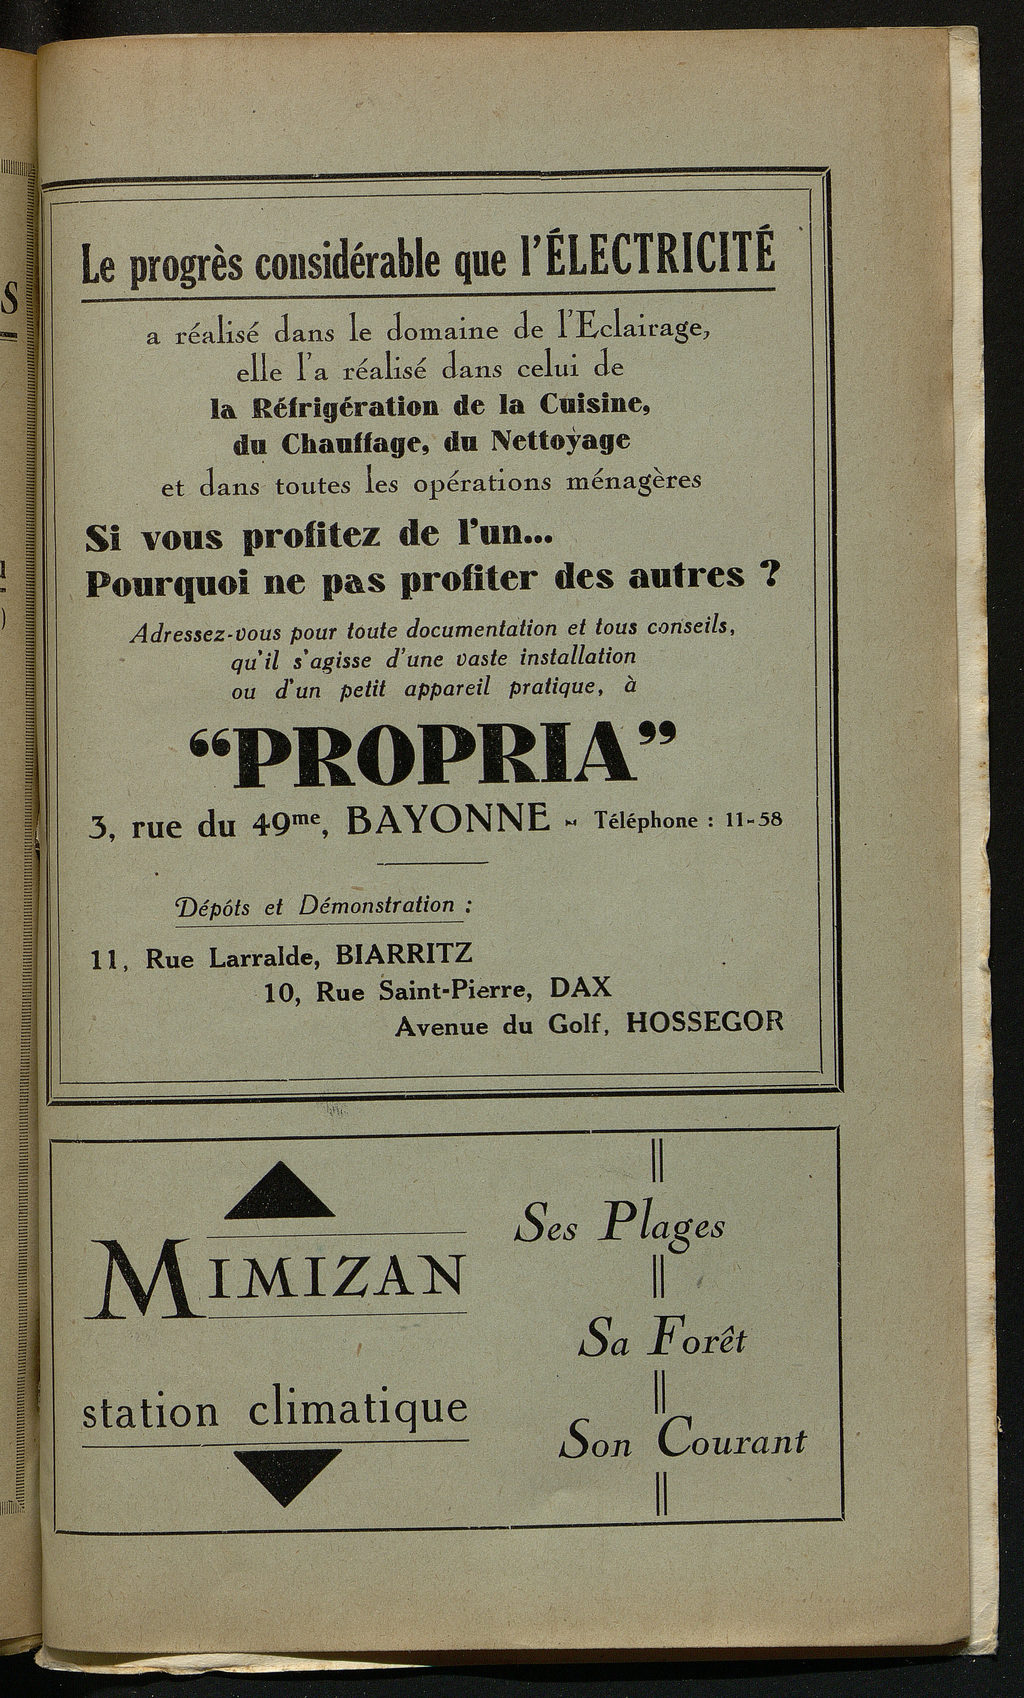 Le progrès considérable que l'ÉLECTRICITÉ
a réalisé dans le domaine de l'Eclairage,
elle l'a réalisé dans celui de
la Réfrigération de la Cuisine,
du Chauffage, du Nettoyage
et dans toutes les opérations ménagères
Si vous profitez de l'un...
Pourquoi ne pas profiter des autres ?
Adressez-vous pour toute documentation et tous conseils,
qu'il s'agisse d'une vaste installation
ou d'un petit appareil pratique, à
“PROPRIA”
3, rue du 49me, BAYONNE - Téléphone : 11-58
Dépôts et Démonstration :
11, Rue Larralde, BIARRITZ
10, Rue Saint-Pierre, DAX
Avenue du Golf, HOSSEGOR
MIMIZAN
station climatique
Ses Plages
Sa Forêt
Son Courant